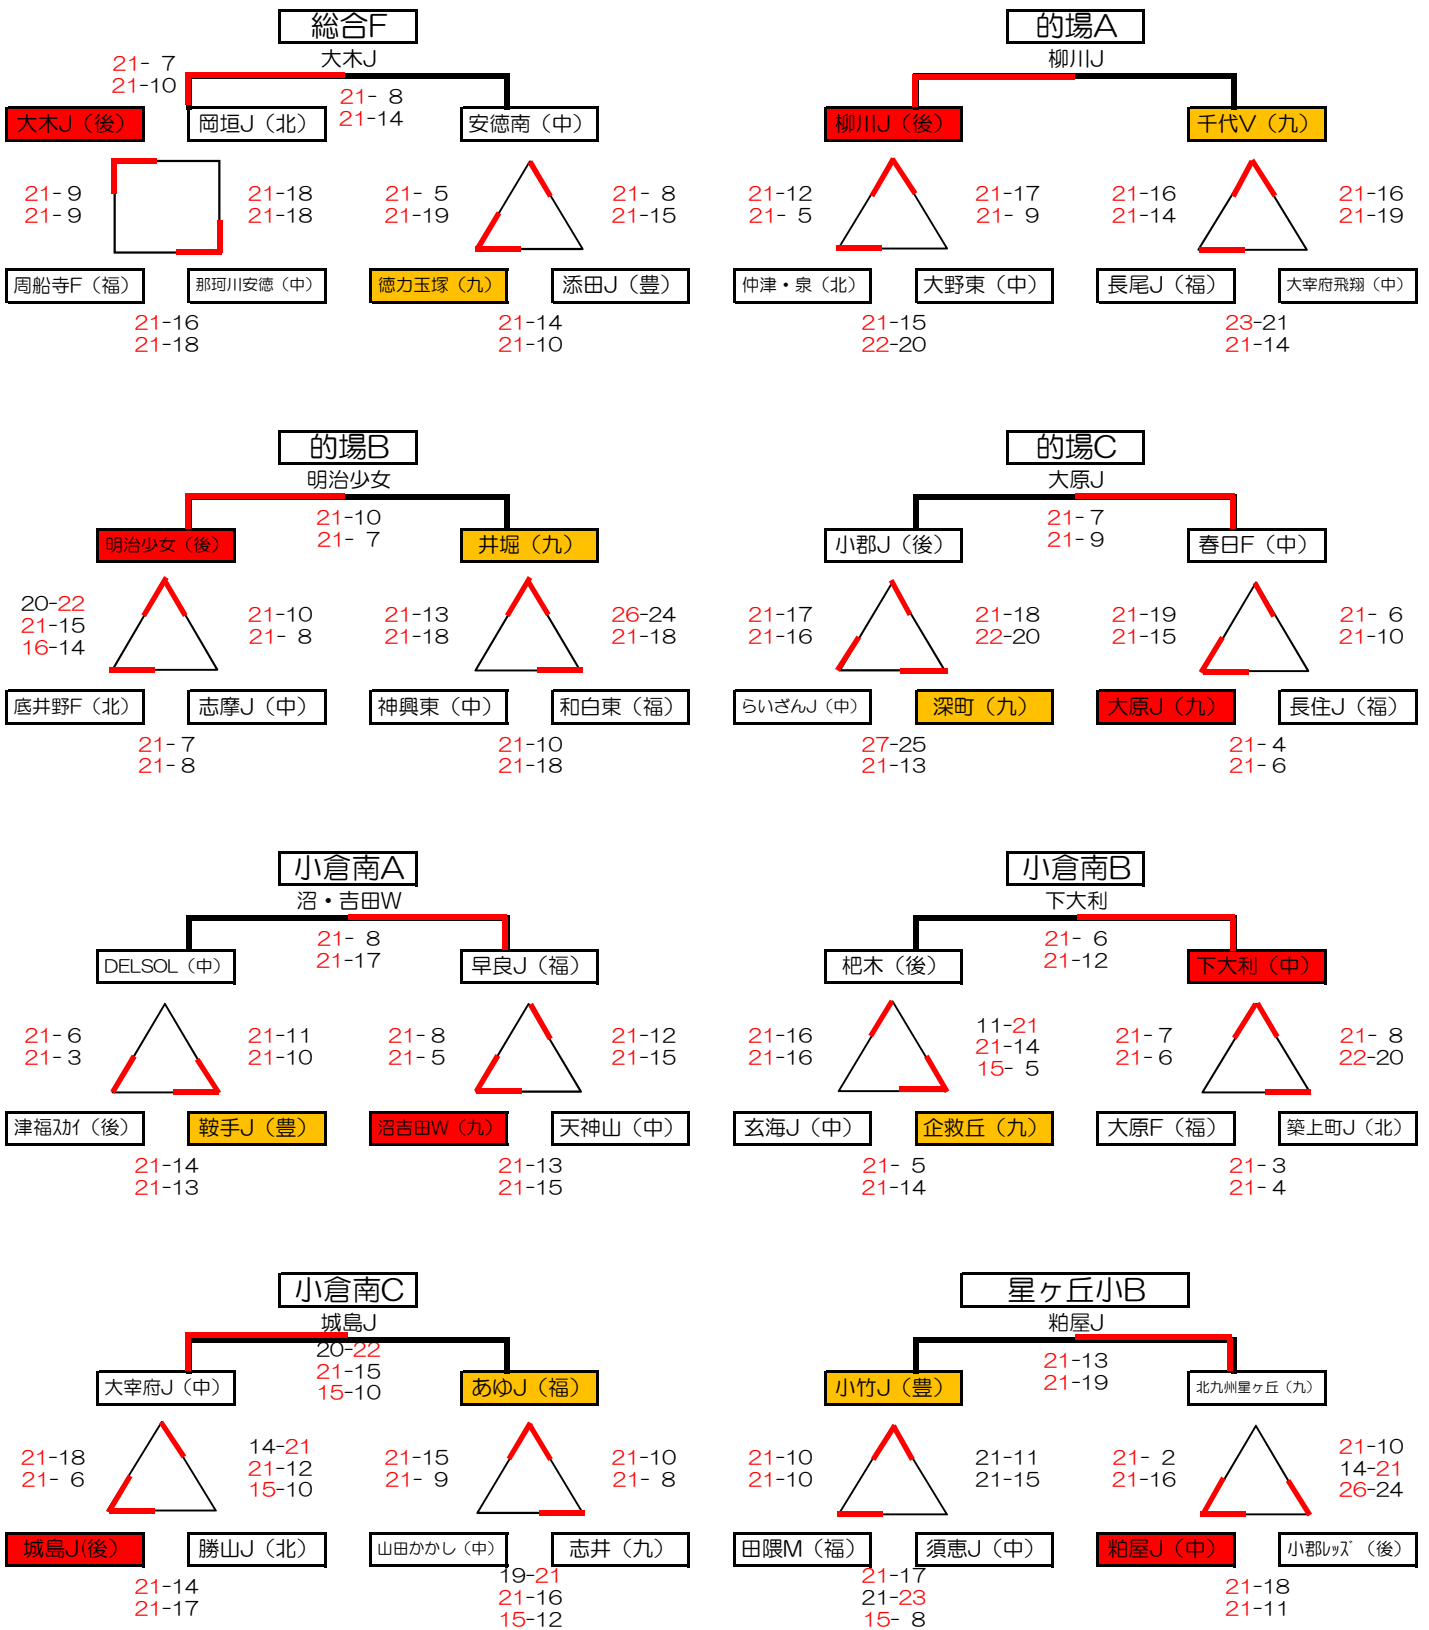 総合F
大木J
21- 7
21-10
21- 8
21-14
大木J（後）
岡垣J（北）
安徳南（中）
21- 9
21- 9
21-18
21-18
21- 5
21-19
21- 8
21-15
周船寺F（福）
那珂川安徳（中）
徳力玉塚（九）
添田J（豊）
21-16
21-18
21-14
21-10
的場A
柳川J
柳川J（後）
千代V（九）
21-12
21- 5
21-17
21- 9
21-16
21-14
21-16
21-19
仲津・泉（北）
大野東（中）
長尾J（福）
大宰府飛翔（中）
21-15
22-20
23-21
21-14
的場B
明治少女
21-10
21- 7
明治少女（後）
井堀（九）
20-22
21-15
16-14
21-10
21- 8
21-13
21-18
26-24
21-18
底井野F（北）
志摩J（中）
神興東（中）
和白東（福）
21- 7
21- 8
21-10
21-18
的場C
大原J
21- 7
21- 9
小郡J（後）
春日F（中）
21-17
21-16
21-18
22-20
21-19
21-15
21- 6
21-10
らいざんJ（中）
深町（九）
大原J（九）
長住J（福）
27-25
21-13
21- 4
21- 6
小倉南A
沼・吉田W
21- 8
21-17
DELSOL（中）
早良J（福）
21- 6
21- 3
21-11
21-10
21- 8
21- 5
21-12
21-15
津福ｽｶｲ（後）
鞍手J（豊）
沼吉田W（九）
天神山（中）
21-14
21-13
21-13
21-15
小倉南B
下大利
21- 6
21-12
杷木（後）
下大利（中）
21-16
21-16
11-21
21-14
15- 5
21- 7
21- 6
21- 8
22-20
玄海J（中）
企救丘（九）
大原F（福）
築上町J（北）
21- 5
21-14
21- 3
21- 4
小倉南C
城島J
20-22
21-15
15-10
大宰府J（中）
あゆJ（福）
21-18
21- 6
14-21
21-12
15-10
21-15
21- 9
21-10
21- 8
城島J(後）
勝山J（北）
山田かかし（中）
志井（九）
21-14
21-17
19-21
21-16
15-12
星ヶ丘小B
粕屋J
21-13
21-19
小竹J（豊）
北九州星ヶ丘（九）
21-10
21-10
21-11
21-15
21- 2
21-16
21-10
14-21
26-24
田隈M（福）
須恵J（中）
粕屋J（中）
小郡ﾚｯｽﾞ（後）
21-17
21-23
15- 8
21-18
21-11